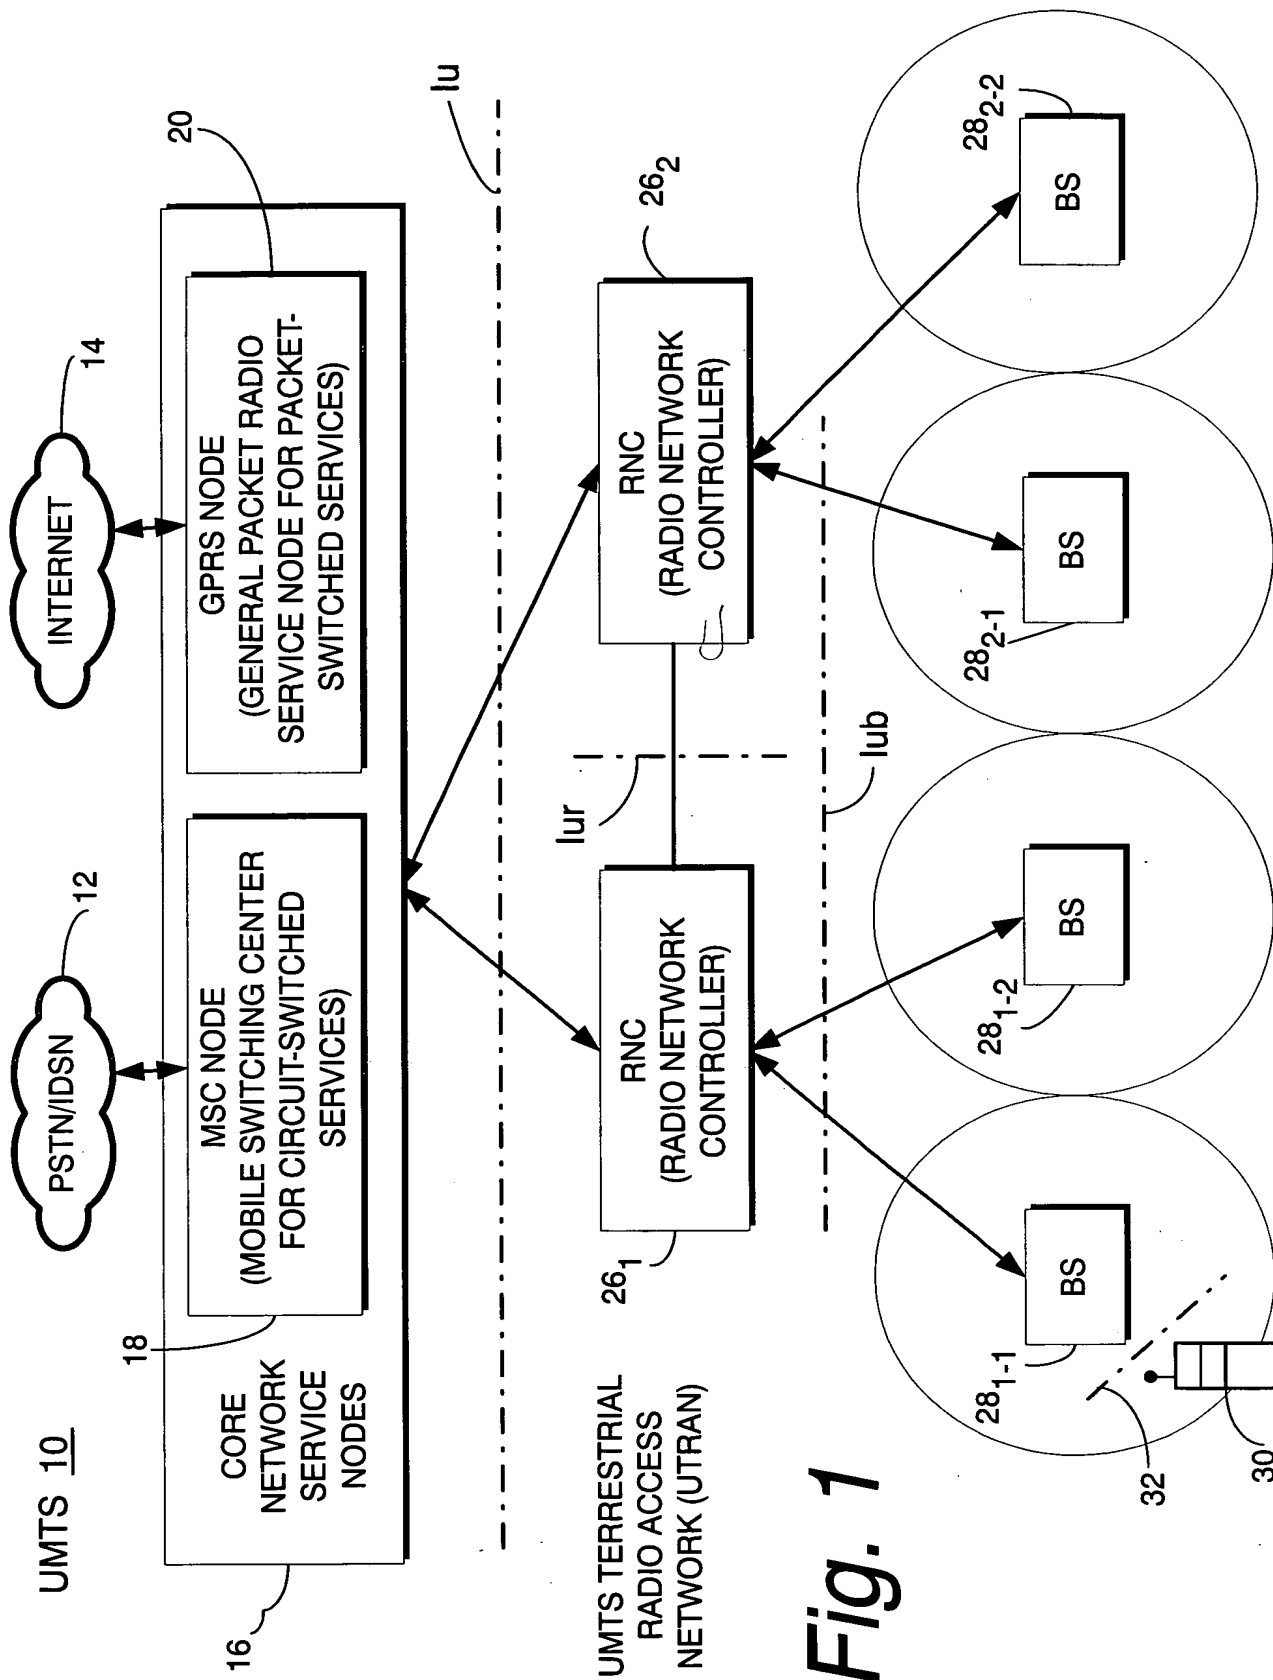 UMTS 10
PSTN/IDSN
12
INTERNET
14
16
CORE
NETWORK
SERVICE
NODES
18
MSC NODE
(MOBILE SWITCHING CENTER
FOR CIRCUIT-SWITCHED
SERVICES)
GPRS NODE
(GENERAL PACKET RADIO
SERVICE NODE FOR PACKET-
SWITCHED SERVICES)
20
Iu
UMTS TERRESTRIAL
RADIO ACCESS
NETWORK (UTRAN)
26₁
RNC
(RADIO NETWORK
CONTROLLER)
Iur
RNC
(RADIO NETWORK
CONTROLLER)
26₂
Iub
28₁₋₁
BS
28₁₋₂
BS
28₂₋₁
BS
28₂₋₂
BS
32
30
Fig. 1